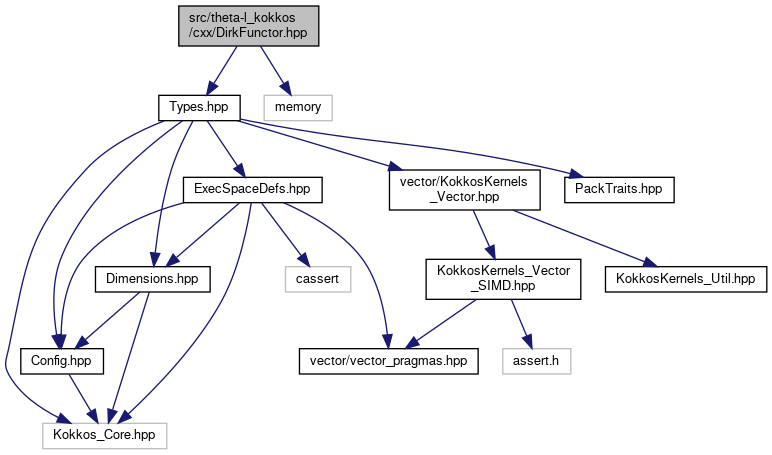 src/theta-l_kokkos
/cxx/DirkFunctor.hpp
Types.hpp
memory
ExecSpaceDefs.hpp
vector/KokkosKernels
_Vector.hpp
PackTraits.hpp
Dimensions.hpp
cassert
KokkosKernels_Vector
_SIMD.hpp
KokkosKernels_Util.hpp
Config.hpp
vector/vector_pragmas.hpp
assert.h
Kokkos_Core.hpp